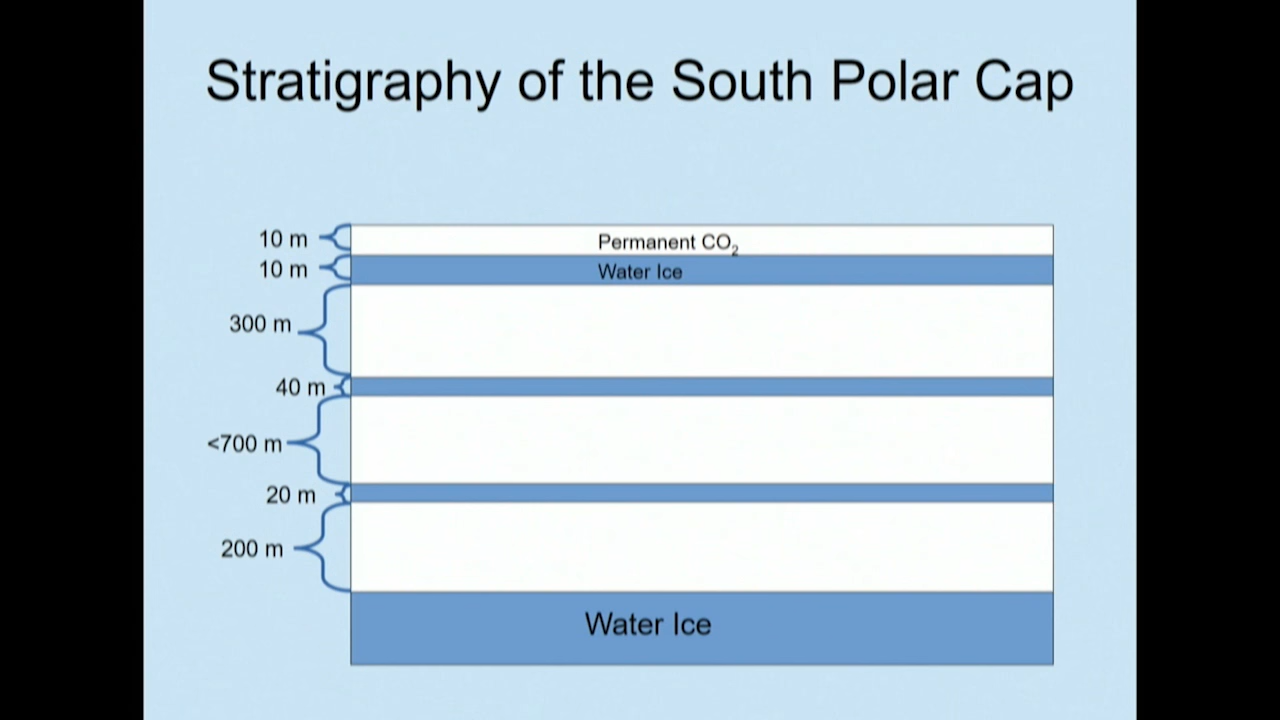 Stratigraphy of the South Polar Cap
10 m
Permanent CO₂
10 m
Water Ice
300 m
40 m
<700 m
20 m
200 m
Water Ice